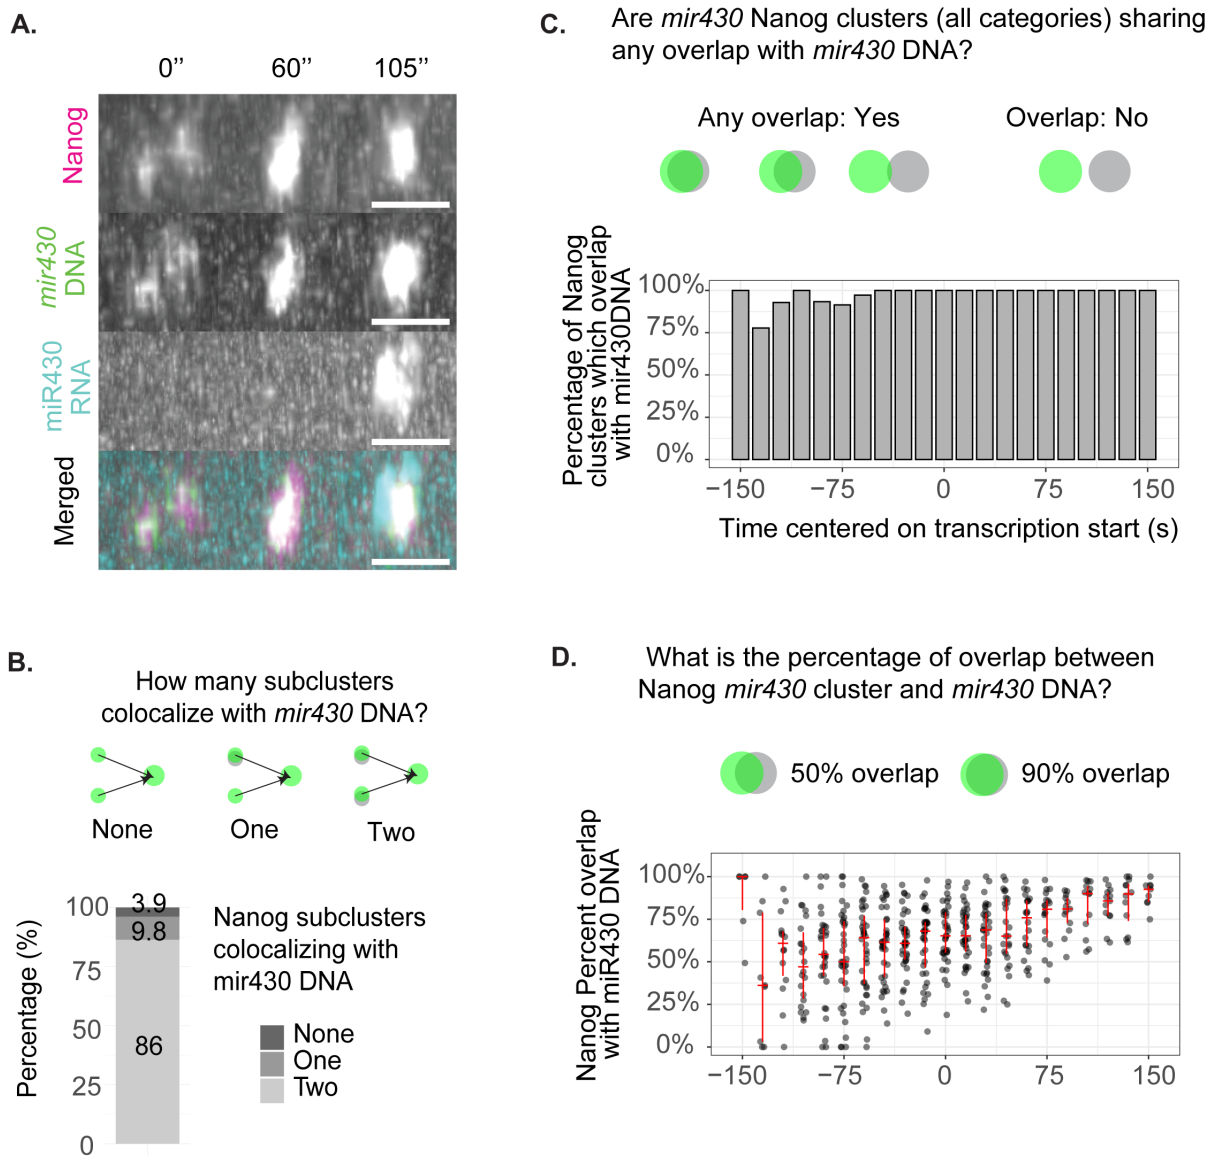 A.
0’’ 60’’ 105’’
Nanog
mir430
DNA
miR430
RNA
Merged
B.
How many subclusters
colocalize with mir430 DNA?
None One Two
Percentage (%)
100
75
50
25
0
3.9
9.8
86
Nanog subclusters
colocalizing with
mir430 DNA
None
One
Two
C.
Are mir430 Nanog clusters (all categories) sharing
any overlap with mir430 DNA?
Any overlap: Yes Overlap: No
Percentage of Nanog
clusters which overlap
with mir430DNA
100%
75%
50%
25%
0%
−150 −75 0 75 150
Time centered on transcription start (s)
D.
What is the percentage of overlap between
Nanog mir430 cluster and mir430 DNA?
50% overlap 90% overlap
Nanog Percent overlap
with miR430 DNA
100%
75%
50%
25%
0%
−150 −75 0 75 150